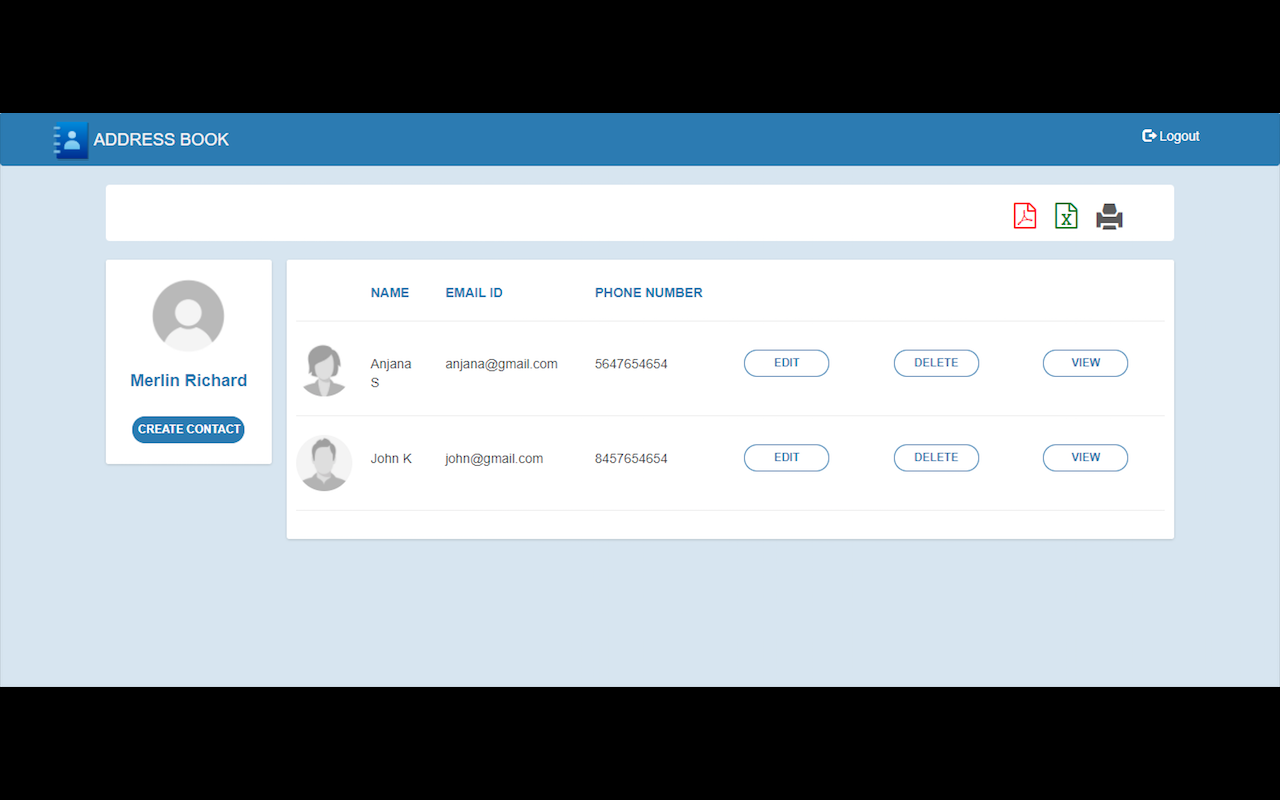 ADDRESS BOOK
Logout
Merlin Richard
CREATE CONTACT
NAME EMAIL ID PHONE NUMBER
Anjana anjana@gmail.com 5647654654 EDIT DELETE VIEW
S
John K john@gmail.com 8457654654 EDIT DELETE VIEW